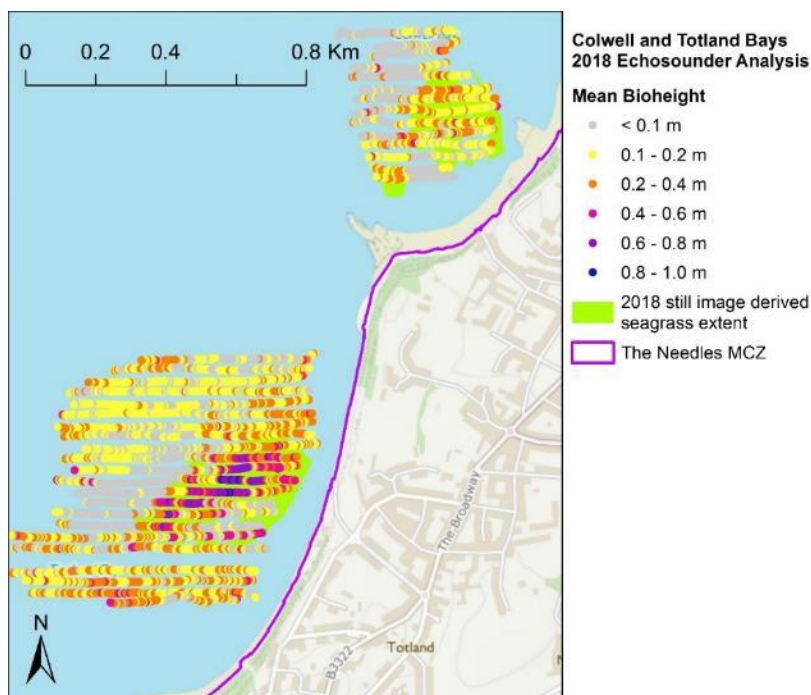 0 0.2 0.4 0.8 Km
Colwell and Totland Bays
2018 Echosounder Analysis
Mean Bioheight
< 0.1 m
0.1 - 0.2 m
0.2 - 0.4 m
0.4 - 0.6 m
0.6 - 0.8 m
0.8 - 1.0 m
2018 still image derived
seagrass extent
The Needles MCZ
The Broadway
N
Totland
B3322